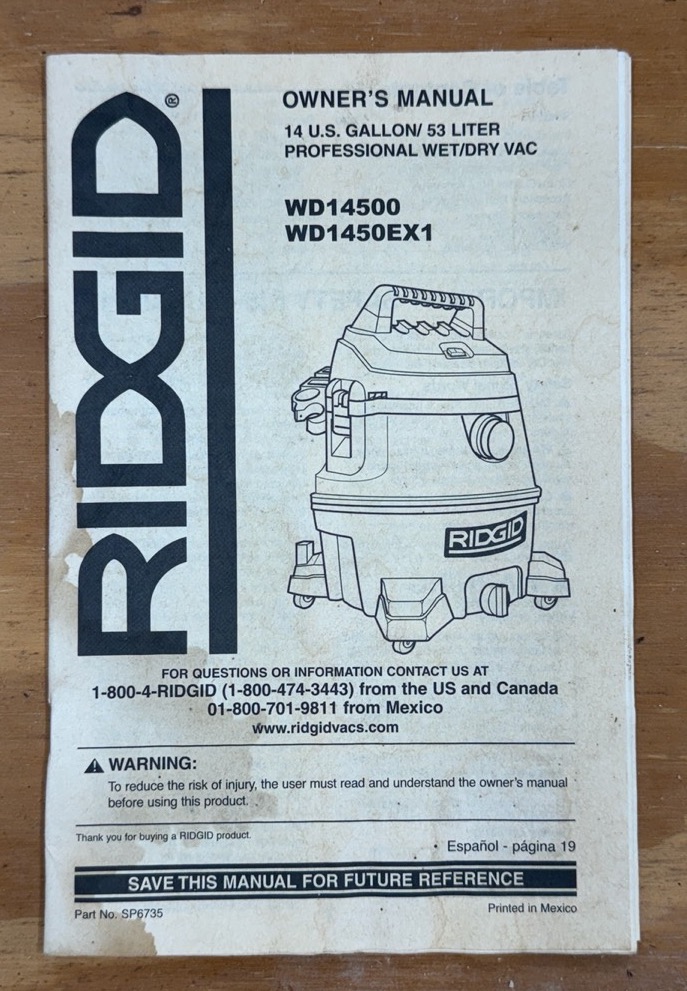 RIDGID®
OWNER'S MANUAL
14 U.S. GALLON/ 53 LITER
PROFESSIONAL WET/DRY VAC
WD14500
WD1450EX1
RIDGID
FOR QUESTIONS OR INFORMATION CONTACT US AT
1-800-4-RIDGID (1-800-474-3443) from the US and Canada
01-800-701-9811 from Mexico
www.ridgidvacs.com
WARNING:
To reduce the risk of injury, the user must read and understand the owner's manual
before using this product.
Thank you for buying a RIDGID product.
Español - página 19
SAVE THIS MANUAL FOR FUTURE REFERENCE
Part No. SP6735
Printed in Mexico